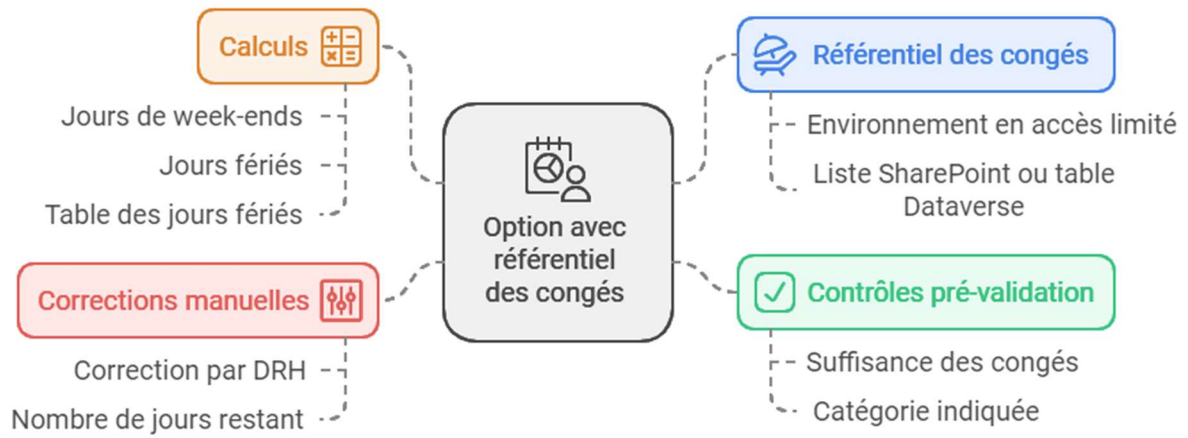 Calculs
Jours de week-ends
Jours fériés
Table des jours fériés
Corrections manuelles
Correction par DRH
Nombre de jours restant
Option avec
référentiel
des congés
Référentiel des congés
Environnement en accès limité
Liste SharePoint ou table
Dataverse
Contrôles pré-validation
Suffisance des congés
Catégorie indiquée